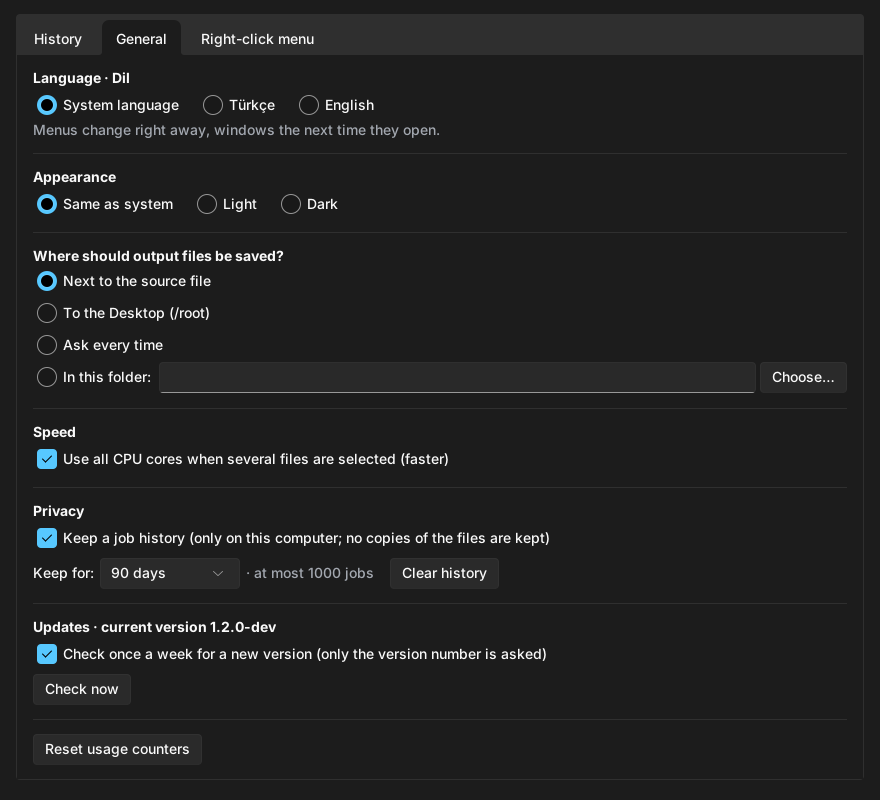 History General Right-click menu
Language · Dil
System language Türkçe English
Menus change right away, windows the next time they open.
Appearance
Same as system Light Dark
Where should output files be saved?
Next to the source file
To the Desktop (/root)
Ask every time
In this folder: Choose...
Speed
Use all CPU cores when several files are selected (faster)
Privacy
Keep a job history (only on this computer; no copies of the files are kept)
Keep for: 90 days · at most 1000 jobs Clear history
Updates · current version 1.2.0-dev
Check once a week for a new version (only the version number is asked)
Check now
Reset usage counters